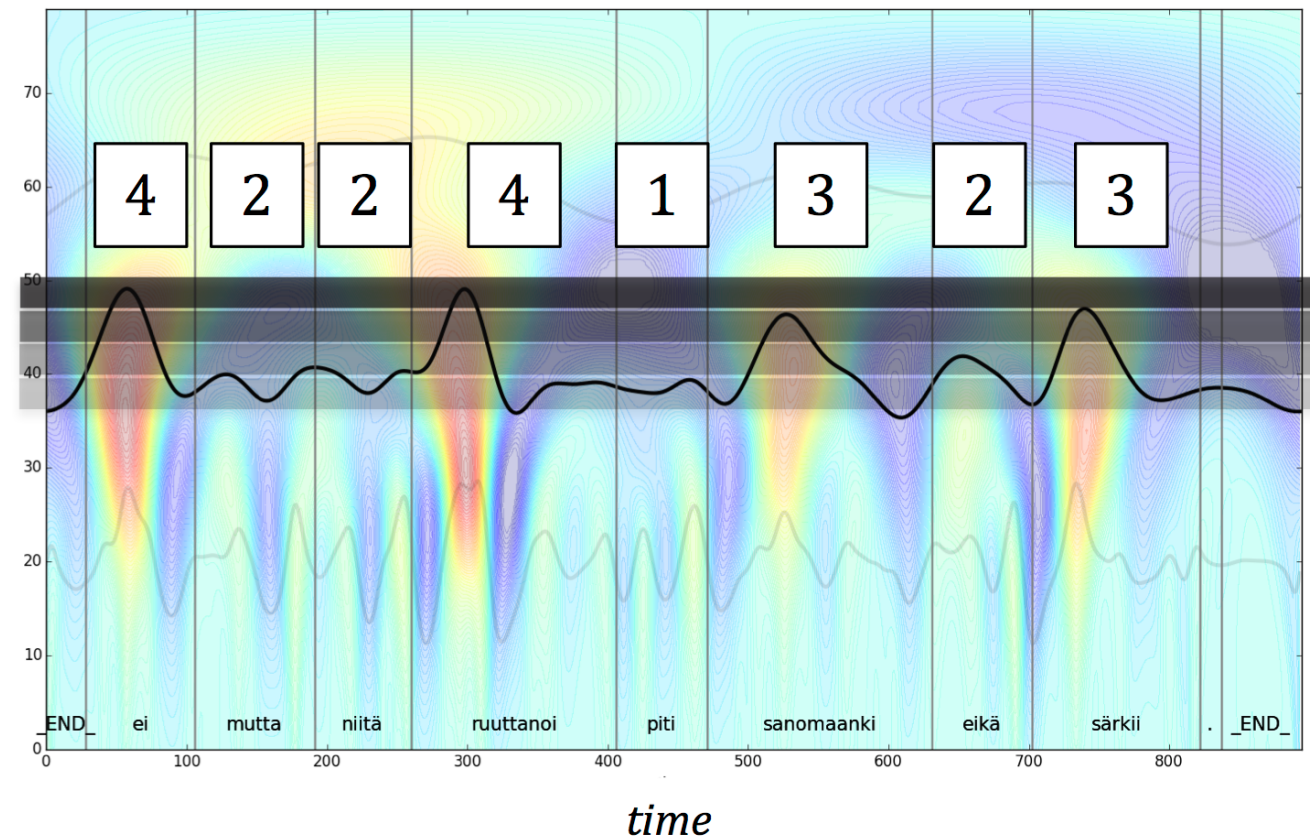 70
60
50
40
30
20
10
0
4 2 2 4 1 3 2 3
_END_ ei mutta niitä ruuttanoi piti sanomaanki eikä särkii . _END_
0 100 200 300 400 500 600 700 800
time